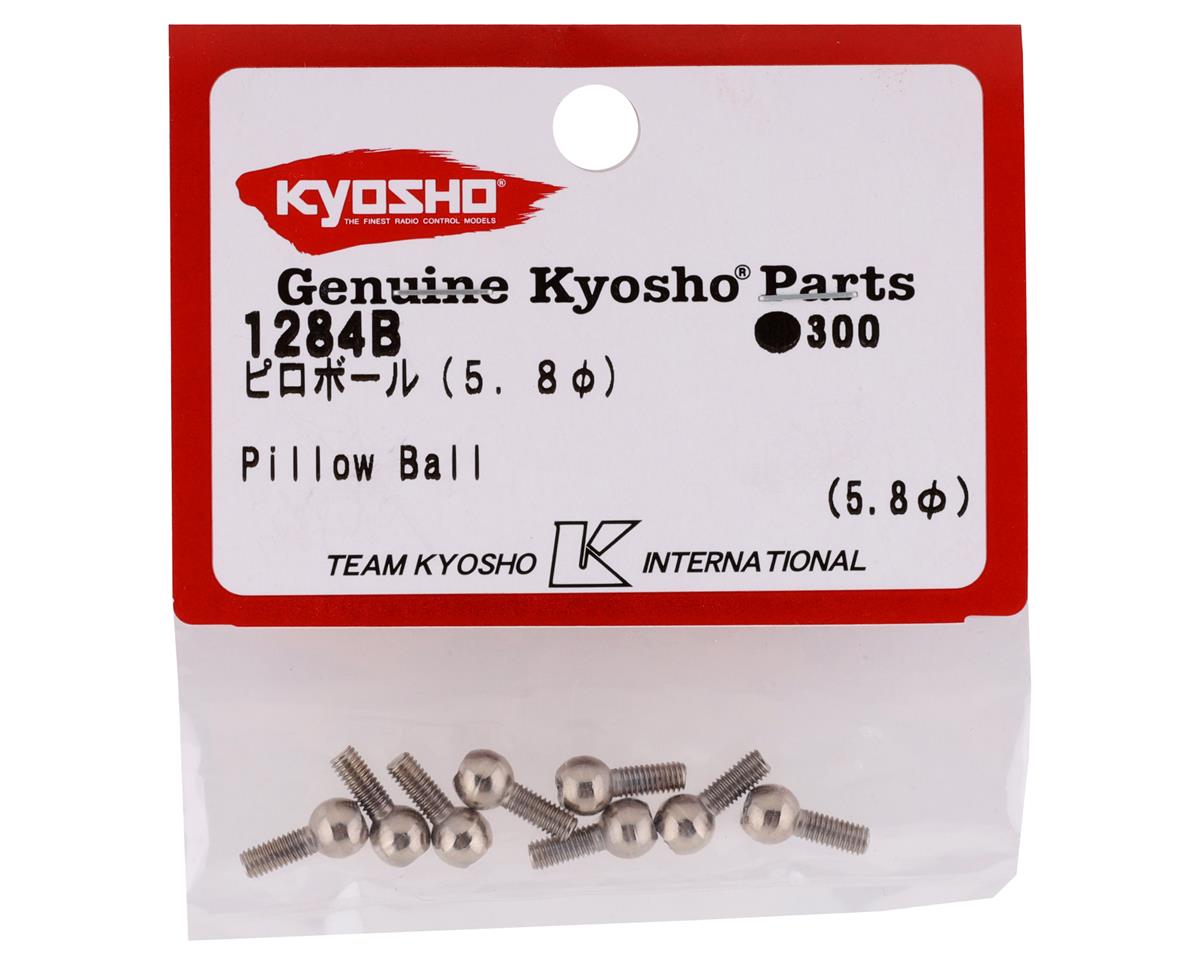 KYOSHO®
THE FINEST RADIO CONTROL MODELS
Genuine Kyosho® Parts
1284B ●300
ピロボール(5. 8φ)
Pillow Ball
(5.8φ)
TEAM KYOSHO K INTERNATIONAL